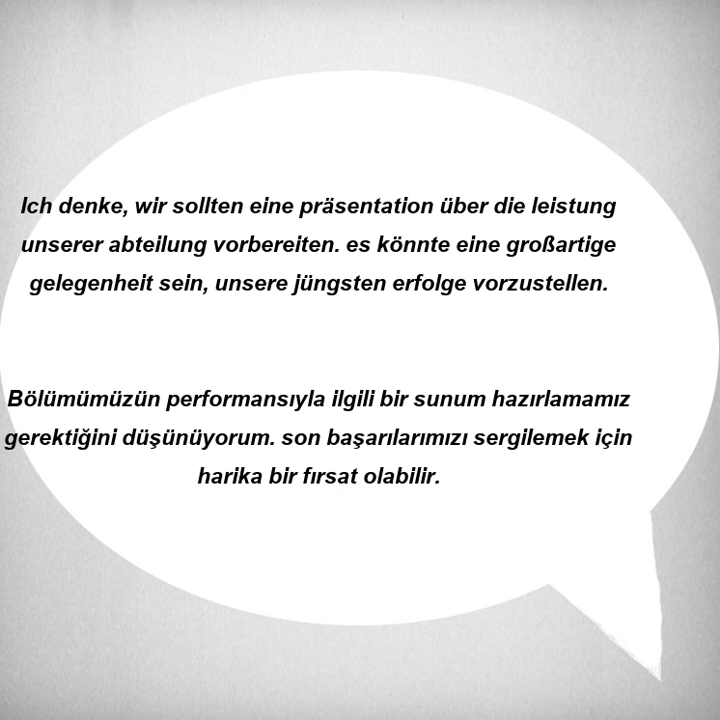 Ich denke, wir sollten eine präsentation über die leistung
unserer abteilung vorbereiten. es könnte eine großartige
gelegenheit sein, unsere jüngsten erfolge vorzustellen.
Bölümümüzün performansıyla ilgili bir sunum hazırlamamız
gerektiğini düşünüyorum. son başarılarımızı sergilemek için
harika bir fırsat olabilir.